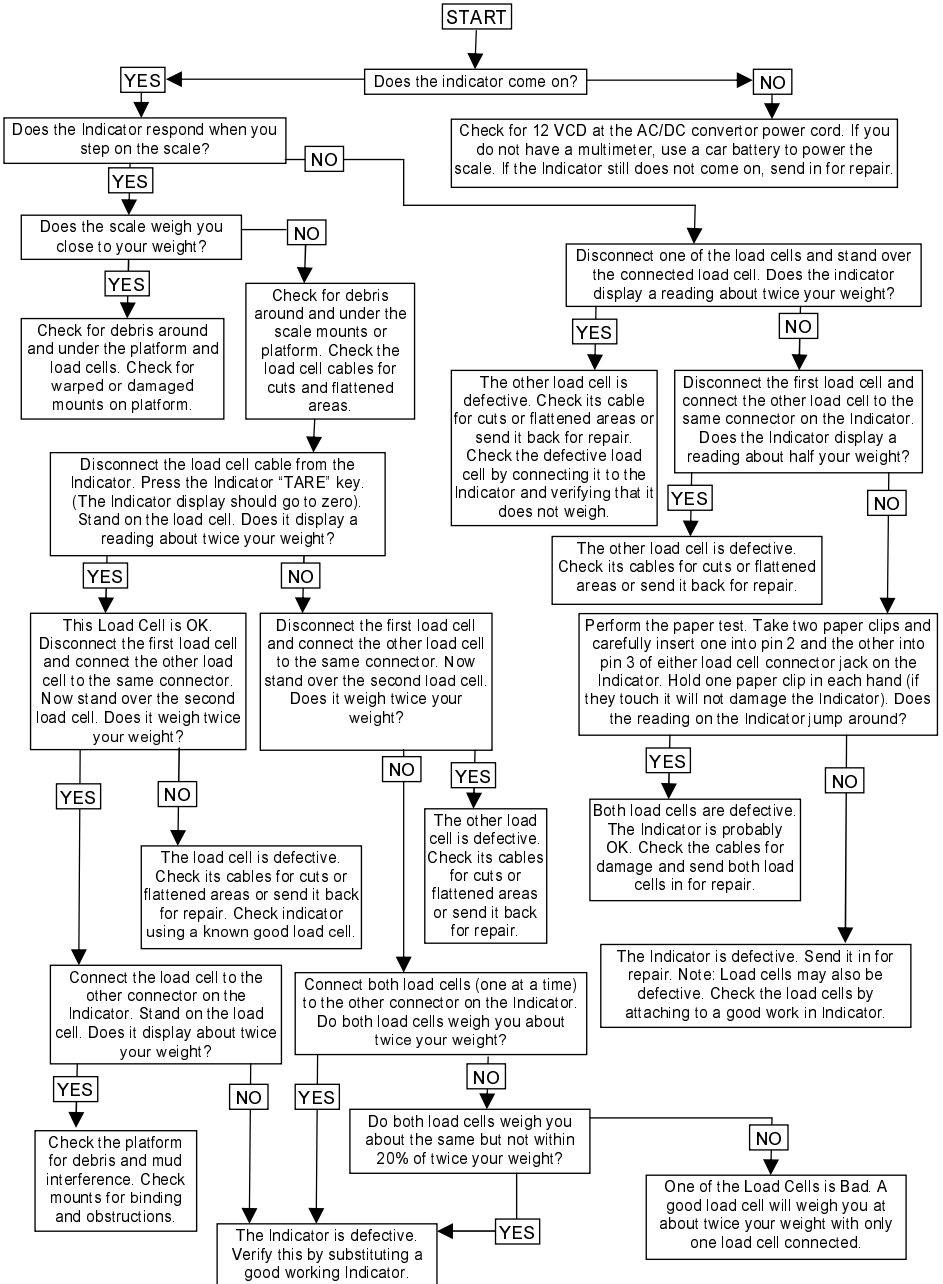 START
Does the indicator come on?
YES
NO
Does the Indicator respond when you
step on the scale?
Check for 12 VCD at the AC/DC convertor power cord. If you
do not have a multimeter, use a car battery to power the
scale. If the Indicator still does not come on, send in for repair.
NO
YES
Does the scale weigh you
close to your weight?
NO
YES
Disconnect one of the load cells and stand over
the connected load cell. Does the indicator
display a reading about twice your weight?
Check for debris
around and under the
scale mounts or
platform. Check the
load cell cables for
cuts and flattened
areas.
Check for debris around
and under the platform and
load cells. Check for
warped or damaged
mounts on platform.
YES
NO
The other load cell is
defective. Check its cable
for cuts or flattened areas or
send it back for repair.
Check the defective load
cell by connecting it to the
Indicator and verifying that it
does not weigh.
Disconnect the first load cell and
connect the other load cell to the
same connector on the Indicator.
Does the Indicator display a
reading about half your weight?
Disconnect the load cell cable from the
Indicator. Press the Indicator “TARE” key.
(The Indicator display should go to zero).
Stand on the load cell. Does it display a
reading about twice your weight?
YES
NO
The other load cell is defective.
Check its cables for cuts or flattened
areas or send it back for repair.
YES
NO
This Load Cell is OK.
Disconnect the first load cell
and connect the other load
cell to the same connector.
Now stand over the second
load cell. Does it weigh twice
your weight?
Disconnect the first load cell
and connect the other load cell
to the same connector. Now
stand over the second load cell.
Does it weigh twice your
weight?
Perform the paper test. Take two paper clips and
carefully insert one into pin 2 and the other into
pin 3 of either load cell connector jack on the
Indicator. Hold one paper clip in each hand (if
they touch it will not damage the Indicator). Does
the reading on the Indicator jump around?
YES
NO
NO
YES
YES
NO
The load cell is defective.
Check its cables for cuts or
flattened areas or send it back
for repair. Check indicator
using a known good load cell.
The other load
cell is defective.
Check its cables
for cuts or
flattened areas
or send it back
for repair.
Both load cells are defective.
The Indicator is probably
OK. Check the cables for
damage and send both load
cells in for repair.
The Indicator is defective. Send it in for
repair. Note: Load cells may also be
defective. Check the load cells by
attaching to a good work in Indicator.
Connect the load cell to the
other connector on the
Indicator. Stand on the load
cell. Does it display about twice
your weight?
Connect both load cells (one at a time)
to the other connector on the Indicator.
Do both load cells weigh you about
twice your weight?
YES
NO
YES
NO
Check the platform
for debris and mud
interference. Check
mounts for binding
and obstructions.
Do both load cells weigh you
about the same but not within
20% of twice your weight?
NO
YES
One of the Load Cells is Bad. A
good load cell will weigh you at
about twice your weight with only
one load cell connected.
The Indicator is defective.
Verify this by substituting a
good working Indicator.